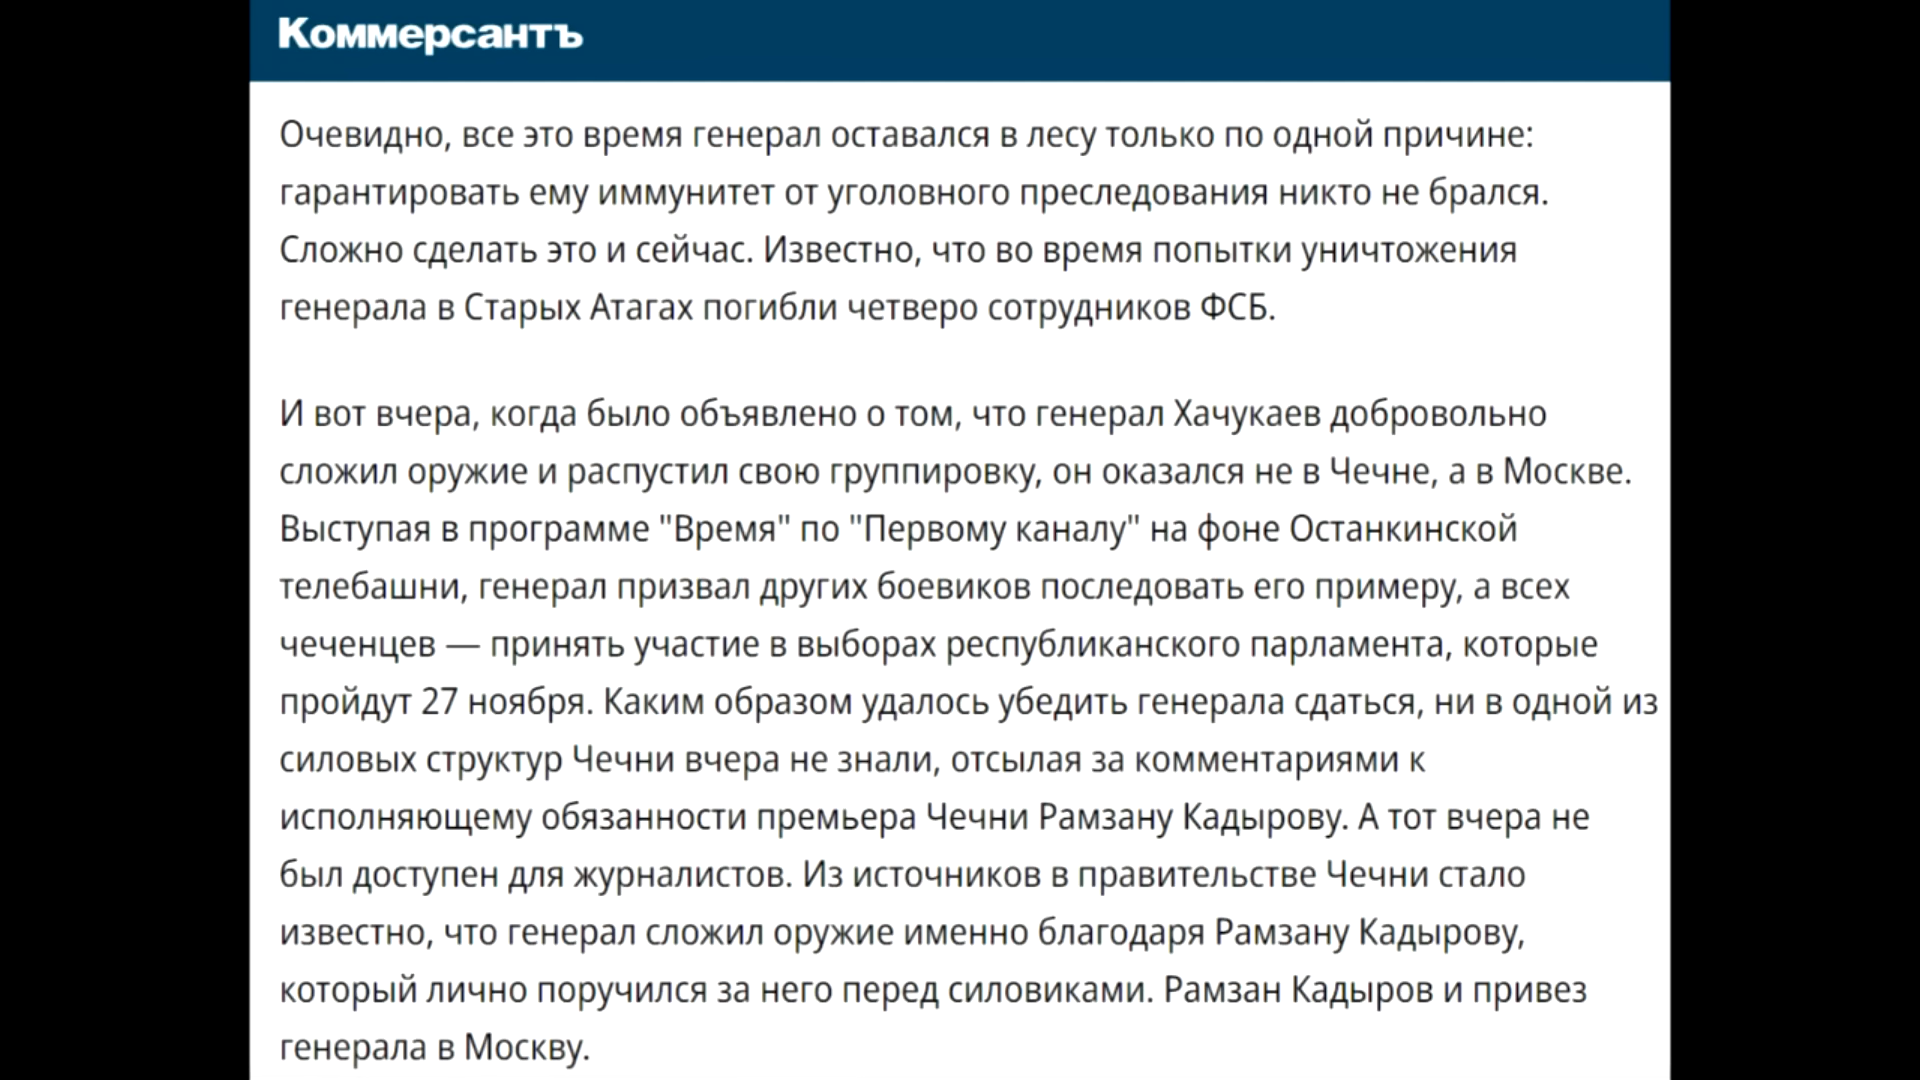 Коммерсантъ
Очевидно, все это время генерал оставался в лесу только по одной причине:
гарантировать ему иммунитет от уголовного преследования никто не брался.
Сложно сделать это и сейчас. Известно, что во время попытки уничтожения
генерала в Старых Атагах погибли четверо сотрудников ФСБ.
И вот вчера, когда было объявлено о том, что генерал Хачукаев добровольно
сложил оружие и распустил свою группировку, он оказался не в Чечне, а в Москве.
Выступая в программе "Время" по "Первому каналу" на фоне Останкинской
телебашни, генерал призвал других боевиков последовать его примеру, а всех
чеченцев — принять участие в выборах республиканского парламента, которые
пройдут 27 ноября. Каким образом удалось убедить генерала сдаться, ни в одной из
силовых структур Чечни вчера не знали, отсылая за комментариями к
исполняющему обязанности премьера Чечни Рамзану Кадырову. А тот вчера не
был доступен для журналистов. Из источников в правительстве Чечни стало
известно, что генерал сложил оружие именно благодаря Рамзану Кадырову,
который лично поручился за него перед силовиками. Рамзан Кадыров и привез
генерала в Москву.